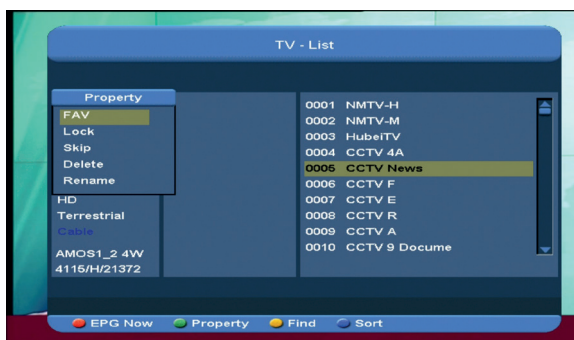 TV - List
Property
FAV
Lock
Skip
Delete
Rename
HD
Terrestrial
Cable
AMOS1_2 4W
4115/H/21372
0001 NMTV-H
0002 NMTV-M
0003 HubeiTV
0004 CCTV 4A
0005 CCTV News
0006 CCTV F
0007 CCTV E
0008 CCTV R
0009 CCTV A
0010 CCTV 9 Docume
EPG Now Property Find Sort